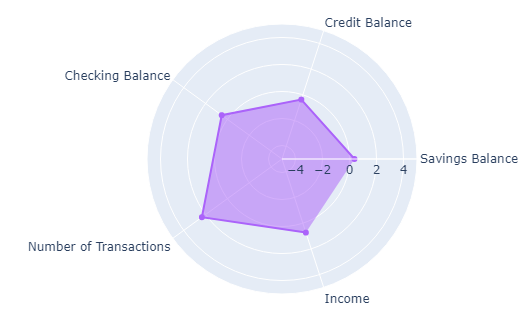 Credit Balance
Checking Balance
Savings Balance
−4 −2 0 2 4
Number of Transactions
Income